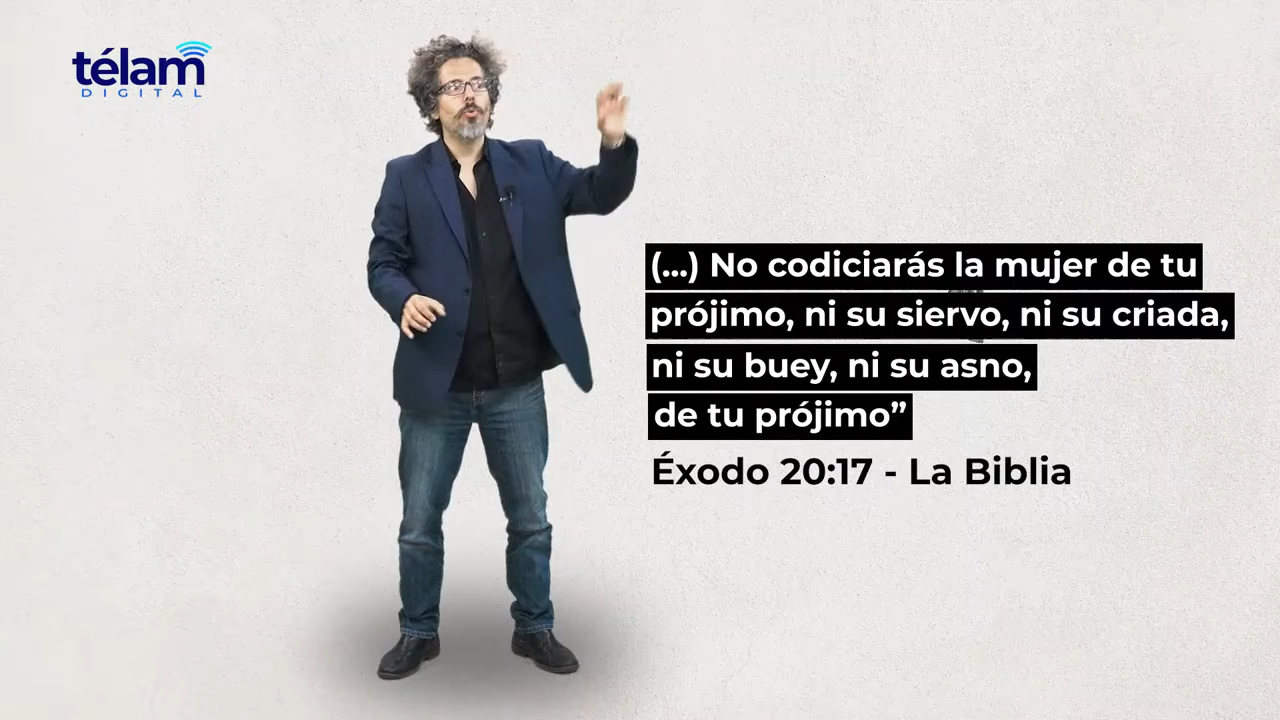 télam
DIGITAL
(...) No codiciarás la mujer de tu
prójimo, ni su siervo, ni su criada,
ni su buey, ni su asno,
de tu prójimo”
Éxodo 20:17 - La Biblia